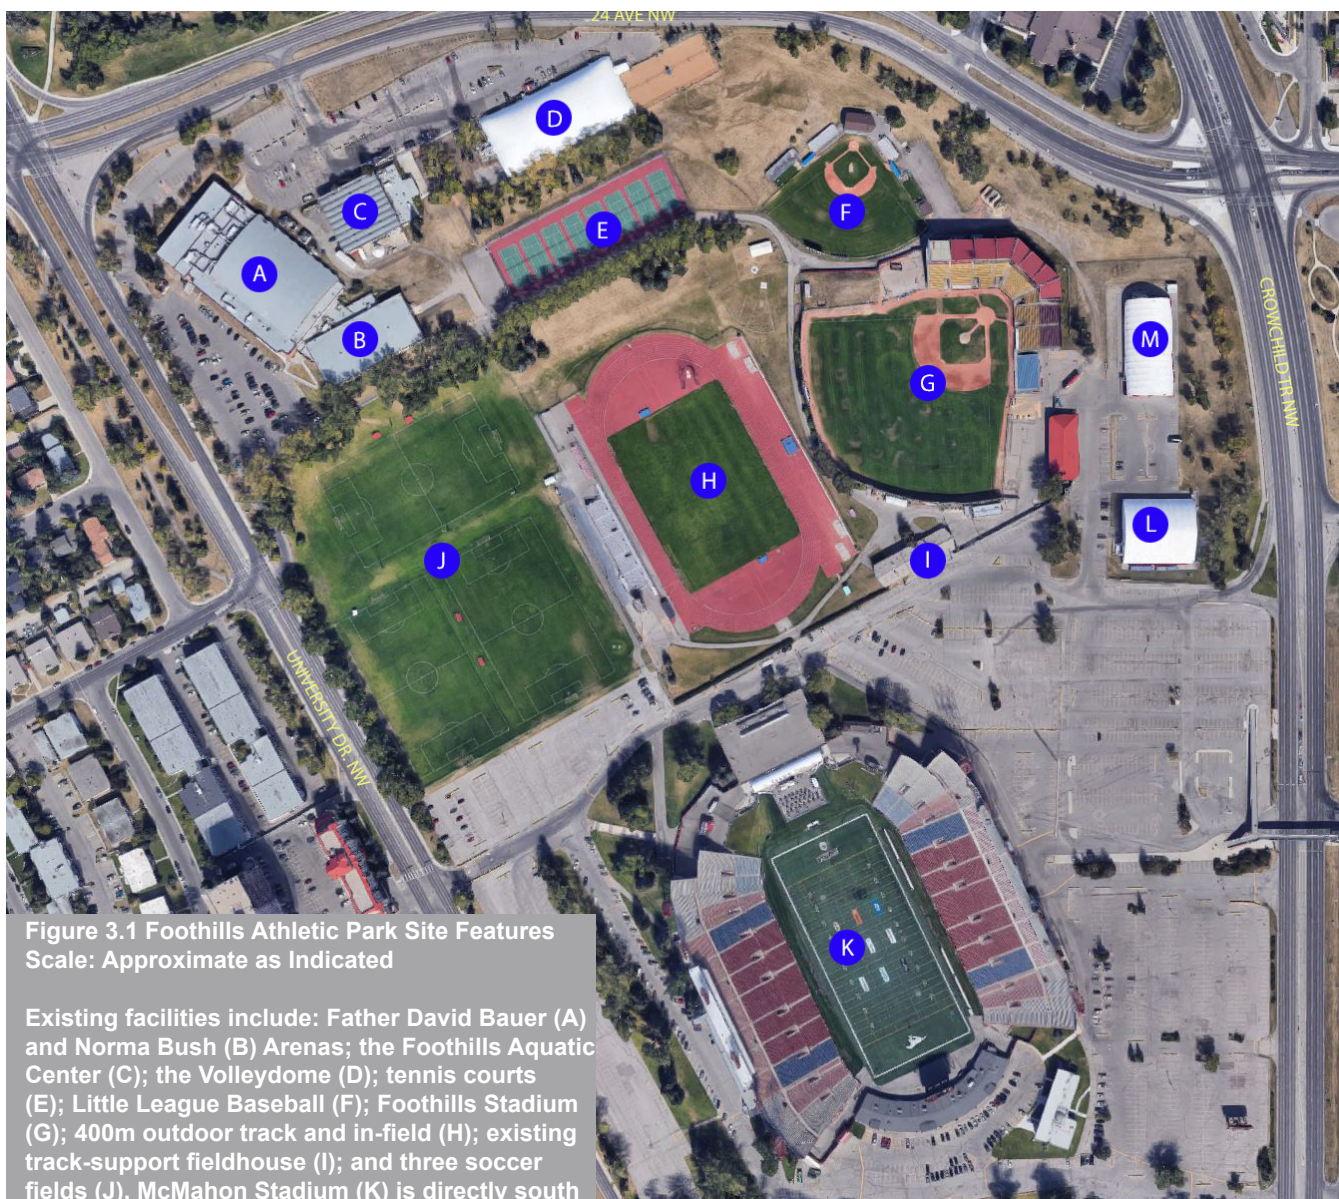 24 AVE NW
D
C
F
E
A
CROWCHILD TR NW
B
M
G
H
L
J
I
UNIVERSITY DR. NW
K
Figure 3.1 Foothills Athletic Park Site Features
Scale: Approximate as Indicated
Existing facilities include: Father David Bauer (A)
and Norma Bush (B) Arenas; the Foothills Aquatic
Center (C); the Volleydome (D); tennis courts
(E); Little League Baseball (F); Foothills Stadium
(G); 400m outdoor track and in-field (H); existing
track-support fieldhouse (I); and three soccer
fields (J). McMahon Stadium (K) is directly south